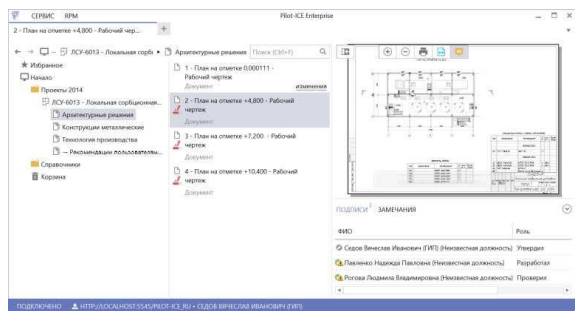 СЕРВИС RPM
Pilot-ICE Enterprise
2 - План на отметке +4,800 - Рабочий чер...
ЛСУ-6013 - Локальная сорбц
Архитектурные решения
Поиск (Ctrl+F)
Избранное
Начало
Проекты 2014
ЛСУ-6013 - Локальная сорбционная...
Архитектурные решения
Конструкции металлические
Технология производства
-- Рекомендации пользователям...
Справочники
Корзина
1 - План на отметке 0,000111 -
Рабочий чертеж
Документ изменения
2 - План на отметке +4,800 - Рабочий
чертеж
Документ
3 - План на отметке +7,200 - Рабочий
чертеж
Документ
4 - План на отметке +10,400 - Рабочий
чертеж
Документ
ПОДПИСИ ЗАМЕЧАНИЯ
ФИО Роль
Седов Вячеслав Иванович (ГИП) (Неизвестная должность) Утвердил
Павленко Надежда Павловна (Неизвестная должность) Разработал
Рогова Людмила Владимировна (Неизвестная должность) Проверил
ПОДКЛЮЧЕНО HTTP://LOCALHOST:5545/PILOT-ICE_RU • СЕДОВ ВЯЧЕСЛАВ ИВАНОВИЧ (ГИП)